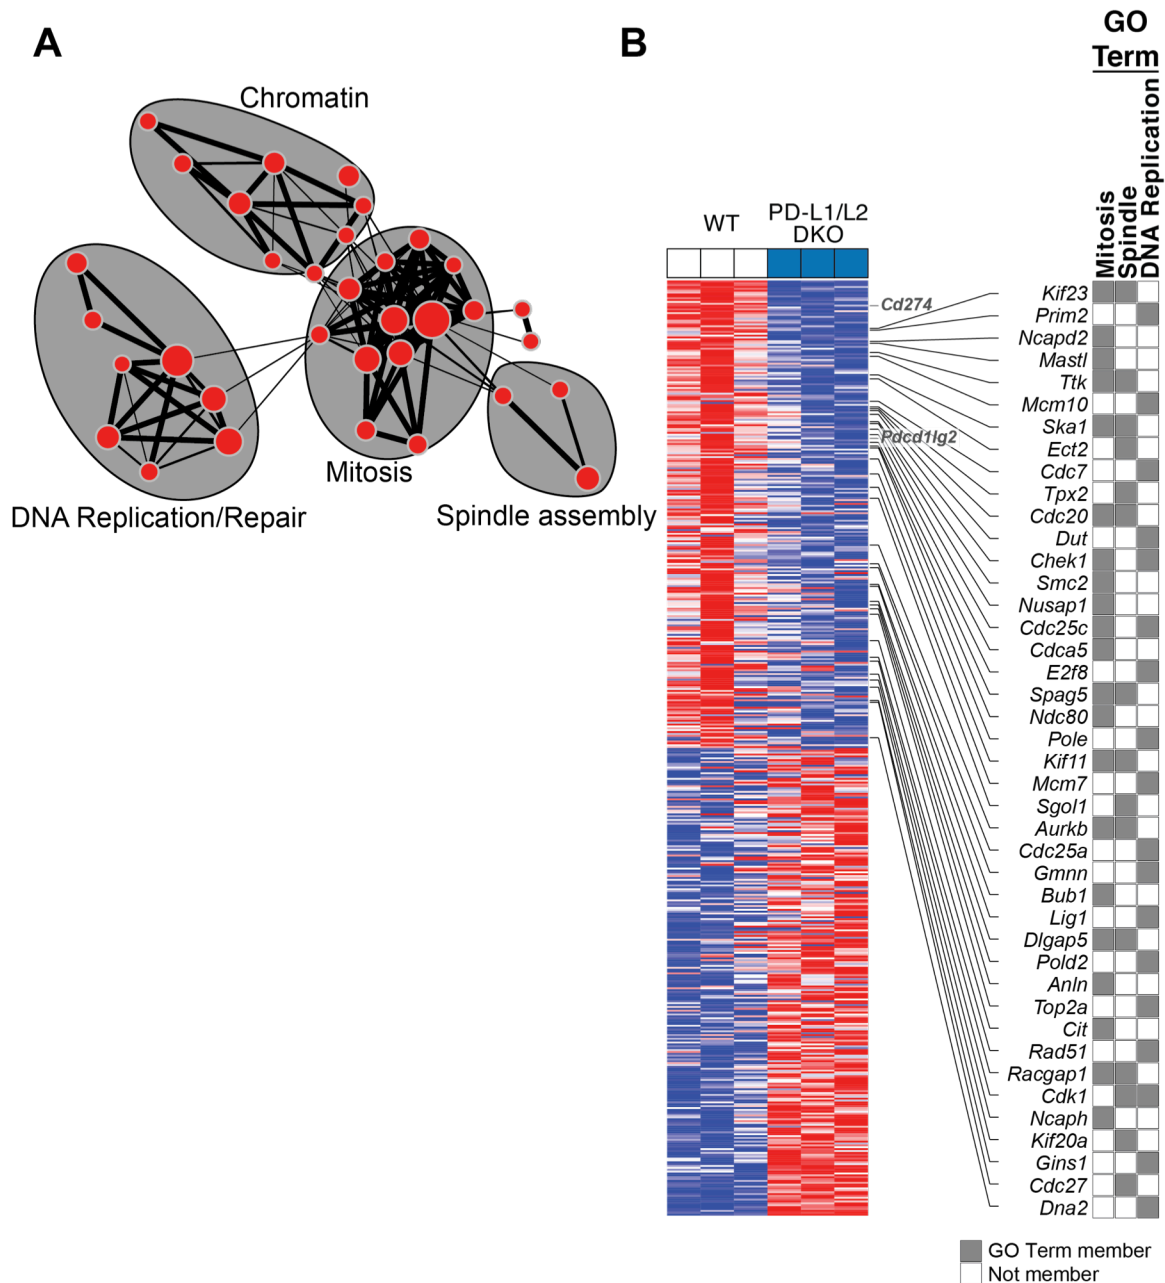 A
Chromatin
Mitosis
DNA Replication/Repair
Spindle assembly
B
GO
Term
Mitosis
Spindle
DNA Replication
WT
PD-L1/L2
DKO
Cd274
Pdcd1lg2
Kif23
Prim2
Ncapd2
Mastl
Ttk
Mcm10
Ska1
Ect2
Cdc7
Tpx2
Cdc20
Dut
Chek1
Smc2
Nusap1
Cdc25c
Cdca5
E2f8
Spag5
Ndc80
Pole
Kif11
Mcm7
Sgol1
Aurkb
Cdc25a
Gmnn
Bub1
Lig1
Dlgap5
Pold2
Anln
Top2a
Cit
Rad51
Racgap1
Cdk1
Ncaph
Kif20a
Gins1
Cdc27
Dna2
GO Term member
Not member